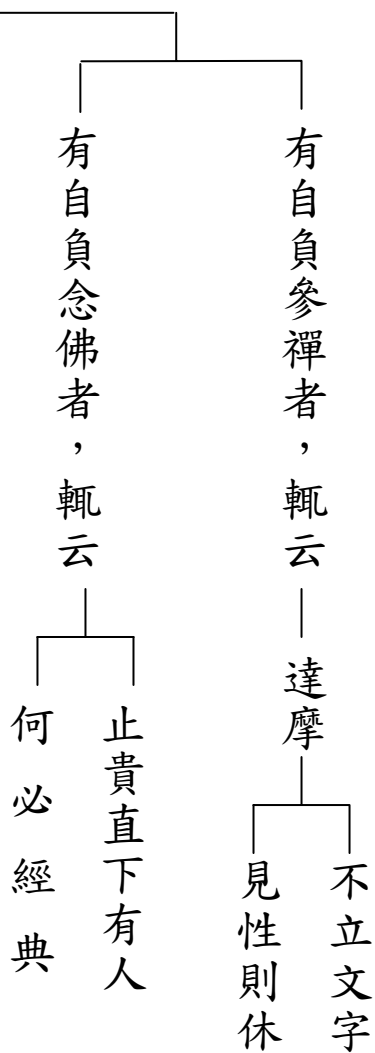 有自負參禪者，輒云
達摩
不立文字
見性則休
有自負念佛者，輒云
止貴直下有人
何必經典